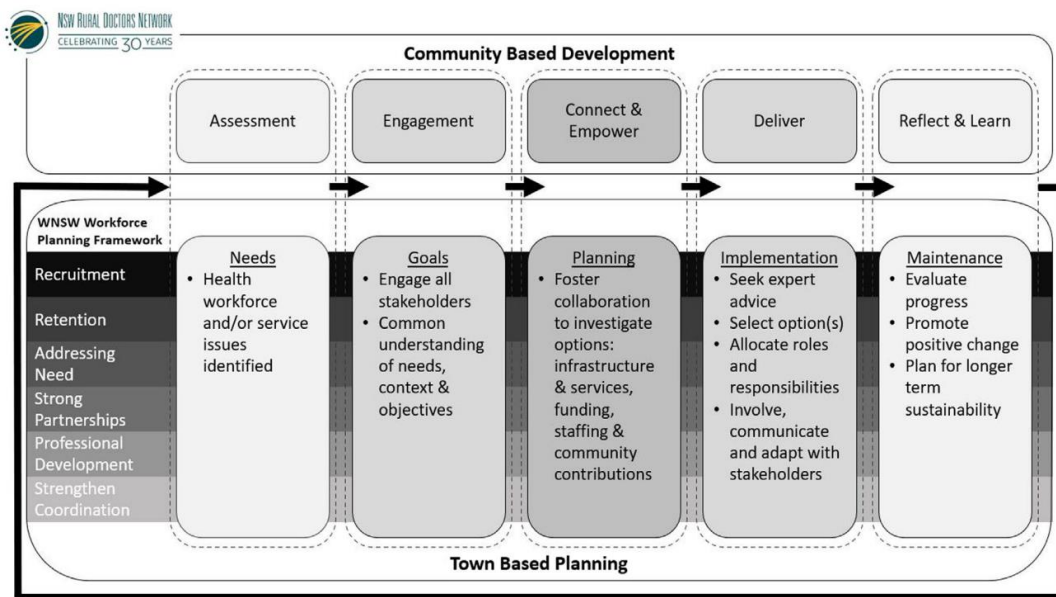 NSW RURAL DOCTORS NETWORK
CELEBRATING 30 YEARS
Community Based Development
Assessment
Engagement
Connect &
Empower
Deliver
Reflect & Learn
WNSW Workforce
Planning Framework
Recruitment
Retention
Addressing
Need
Strong
Partnerships
Professional
Development
Strengthen
Coordination
Needs
• Health
workforce
and/or service
issues
identified
Goals
• Engage all
stakeholders
• Common
understanding
of needs,
context &
objectives
Planning
• Foster
collaboration
to investigate
options:
infrastructure
& services,
funding,
staffing &
community
contributions
Implementation
• Seek expert
advice
• Select option(s)
• Allocate roles
and
responsibilities
• Involve,
communicate
and adapt with
stakeholders
Maintenance
• Evaluate
progress
• Promote
positive change
• Plan for longer
term
sustainability
Town Based Planning